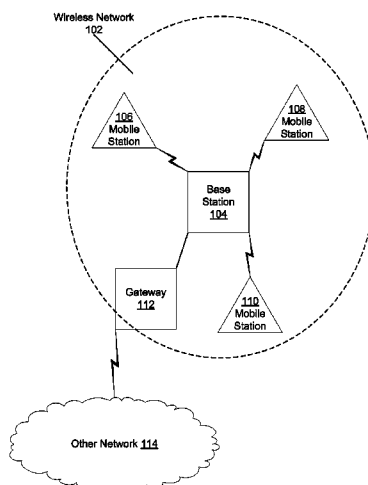 Wireless Network
102
106
Mobile
Station
108
Mobile
Station
Base
Station
104
Gateway
112
110
Mobile
Station
Other Network 114